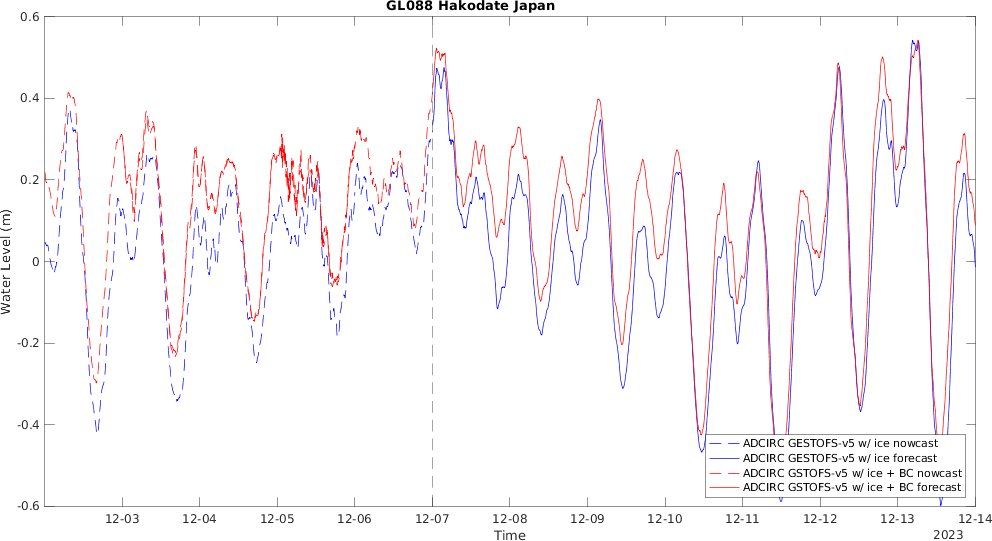 GL088 Hakodate Japan
0.6
0.4
0.2
0
-0.2
-0.4
-0.6
Water Level (m)
ADCIRC GESTOFS-v5 w/ ice nowcast
ADCIRC GESTOFS-v5 w/ ice forecast
ADCIRC GSTOFS-v5 w/ ice + BC nowcast
ADCIRC GSTOFS-v5 w/ ice + BC forecast
12-03 12-04 12-05 12-06 12-07 12-08 12-09 12-10 12-11 12-12 12-13 12-14
Time
2023